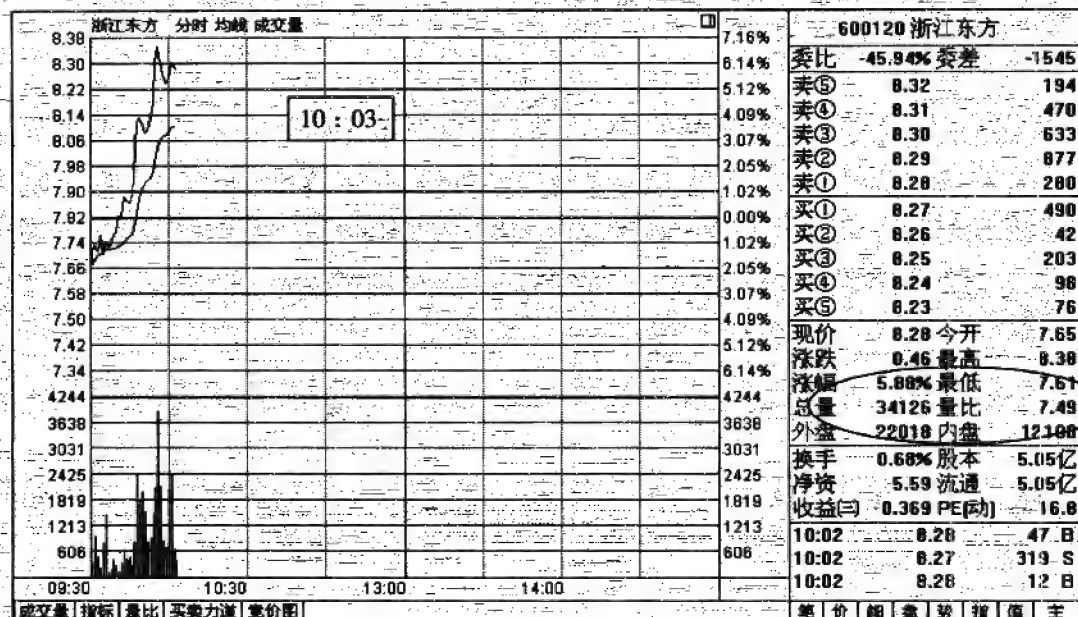 浙江东方 分时 均线 成交量
8.38 7.16%
8.30 6.14%
8.22 5.12%
8.14 4.09%
8.06 3.07%
7.98 2.05%
7.90 1.02%
7.82 0.00%
7.74 1.02%
7.66 2.05%
7.58 3.07%
7.50 4.09%
7.42 5.12%
7.34 6.14%
4244 4244
3638 3638
3031 3031
2425 2425
1819 1819
1213 1213
606 606
10:03
09:30 10:30 13:00 14:00
成交量 指标 量比 买卖力道 竞价图
600120 浙江东方
委比 -45.94% 委差 -1545
卖⑤ 8.32 194
卖④ 8.31 470
卖③ 8.30 633
卖② 8.29 877
卖① 8.28 280
买① 8.27 490
买② 8.26 42
买③ 8.25 203
买④ 8.24 98
买⑤ 8.23 76
现价 8.28 今开 7.65
涨跌 0.46 最高 8.38
涨幅 5.88% 最低 7.61
总量 34126 量比 7.49
外盘 22018 内盘 12108
换手 0.68% 股本 5.05亿
净资 5.59 流通 5.05亿
收益(三) 0.369 PE(动) 16.8
10:02 8.28 47 B
10:02 8.27 319 S
10:02 8.28 12 B
笔 价 细 盘 势 指 值 主